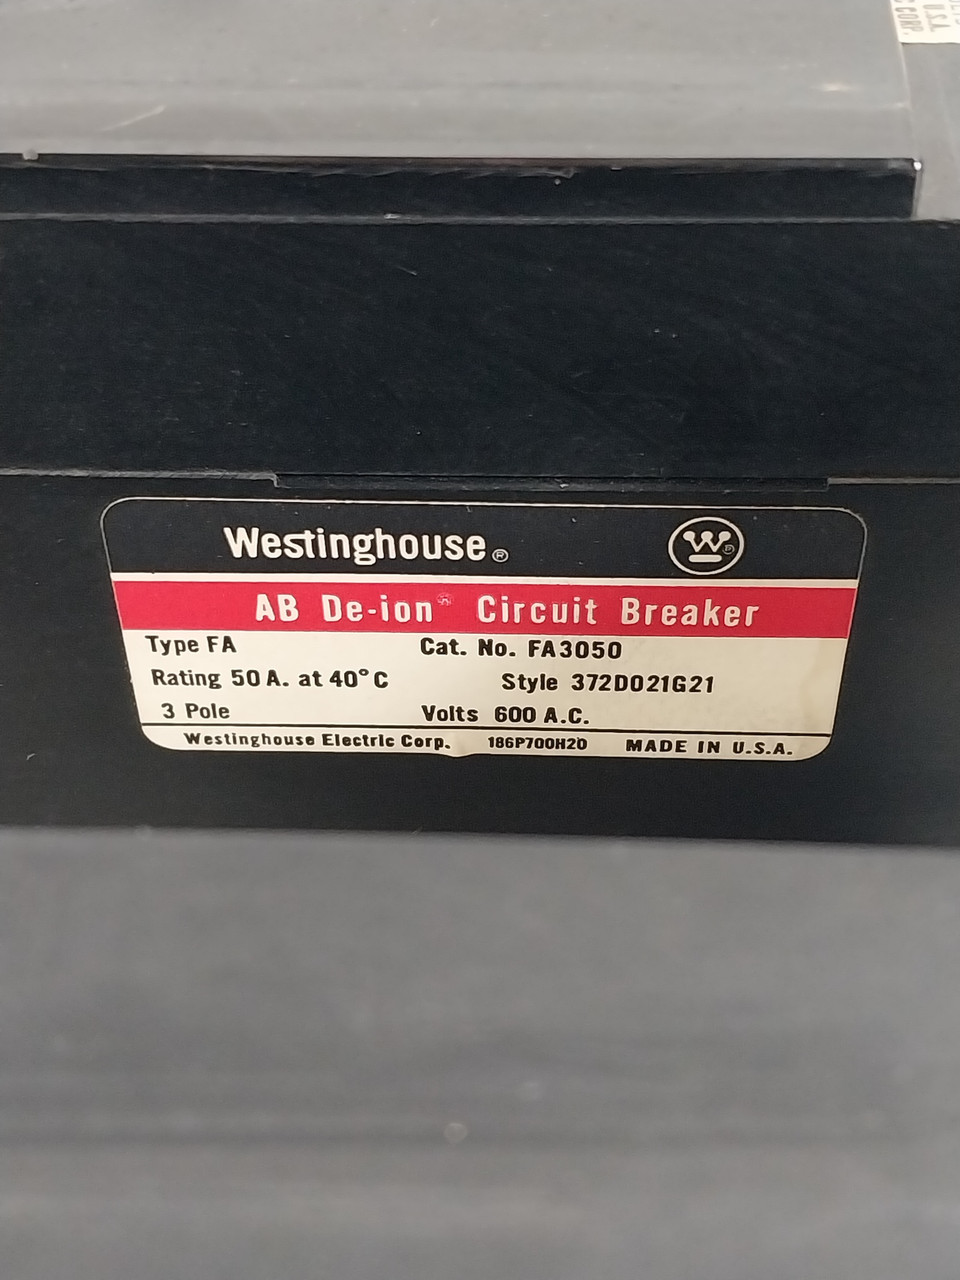 U.S.A.
CORP.
Westinghouse®
W
AB De-ion® Circuit Breaker
Type FA Cat. No. FA3050
Rating 50 A. at 40°C Style 372D021G21
3 Pole Volts 600 A.C.
Westinghouse Electric Corp. 186P700H20 MADE IN U.S.A.